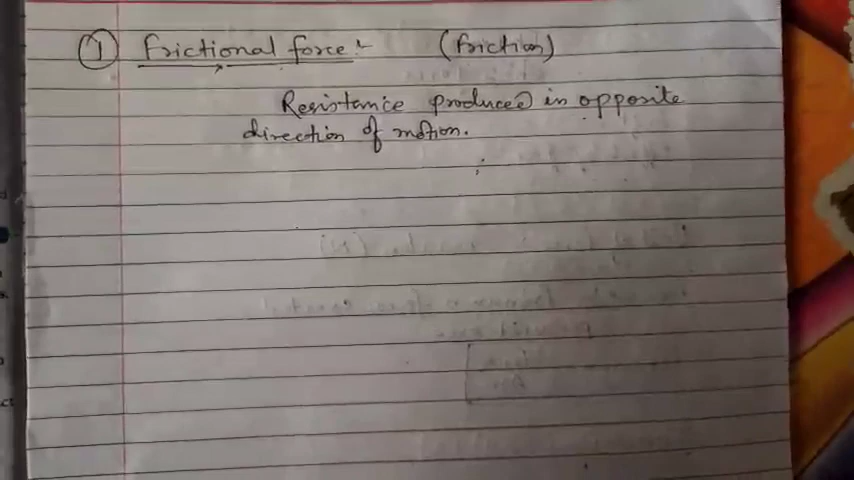 ① Frictional force :- (Friction)
Resistance produced in opposite
direction of motion.